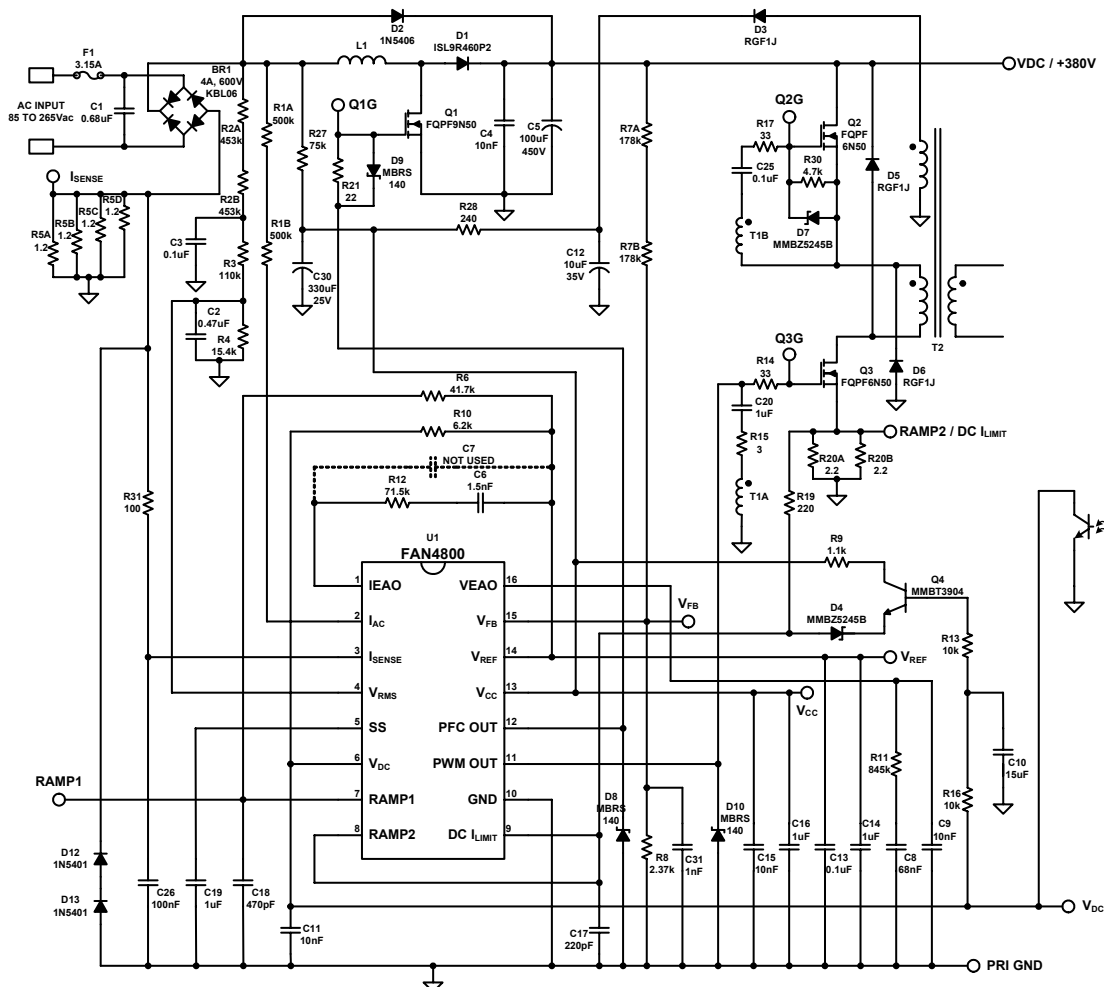 F1
3.15A
AC INPUT
85 TO 265Vac
C1
0.68uF
BR1
4A, 600V
KBL06
R2A
453k
R2B
453k
R1A
500k
R1B
500k
R27
75k
D2
1N5406
L1
D1
ISL9R460P2
Q1G
Q1
FQPF9N50
D9
MBRS
140
R21
22
C4
10nF
C5
100uF
450V
D3
RGF1J
VDC / +380V
R7A
178k
R7B
178k
Q2G
R17
33
Q2
FQPF
6N50
R30
4.7k
C25
0.1uF
D7
MMBZ5245B
T1B
D5
RGF1J
T2
ISENSE
R5A
1.2
R5B
1.2
R5C
1.2
R5D
1.2
C3
0.1uF
R3
110k
C2
0.47uF
R4
15.4k
C30
330uF
25V
R28
240
C12
10uF
35V
Q3G
R14
33
Q3
FQPF6N50
D6
RGF1J
C20
1uF
R15
3
T1A
RAMP2 / DC ILIMIT
R20A
2.2
R20B
2.2
R19
220
R6
41.7k
R10
6.2k
C7
NOT USED
R12
71.5k
C6
1.5nF
R31
100
U1
FAN4800
1
IEAO
2
IAC
3
ISENSE
4
VRMS
5
SS
6
VDC
7
RAMP1
8
RAMP2
VEAO
16
VFB
15
VREF
14
VCC
13
PFC OUT
12
PWM OUT
11
GND
10
DC ILIMIT
9
VFB
VREF
VCC
R9
1.1k
Q4
MMBT3904
D4
MMBZ5245B
R13
10k
R16
10k
C10
15uF
R11
845k
RAMP1
D12
1N5401
D13
1N5401
C26
100nF
C19
1uF
C18
470pF
C11
10nF
C17
220pF
D8
MBRS
140
R8
2.37k
C31
1nF
D10
MBRS
140
C15
10nF
C16
1uF
C13
0.1uF
C14
1uF
C8
68nF
C9
10nF
VDC
PRI GND